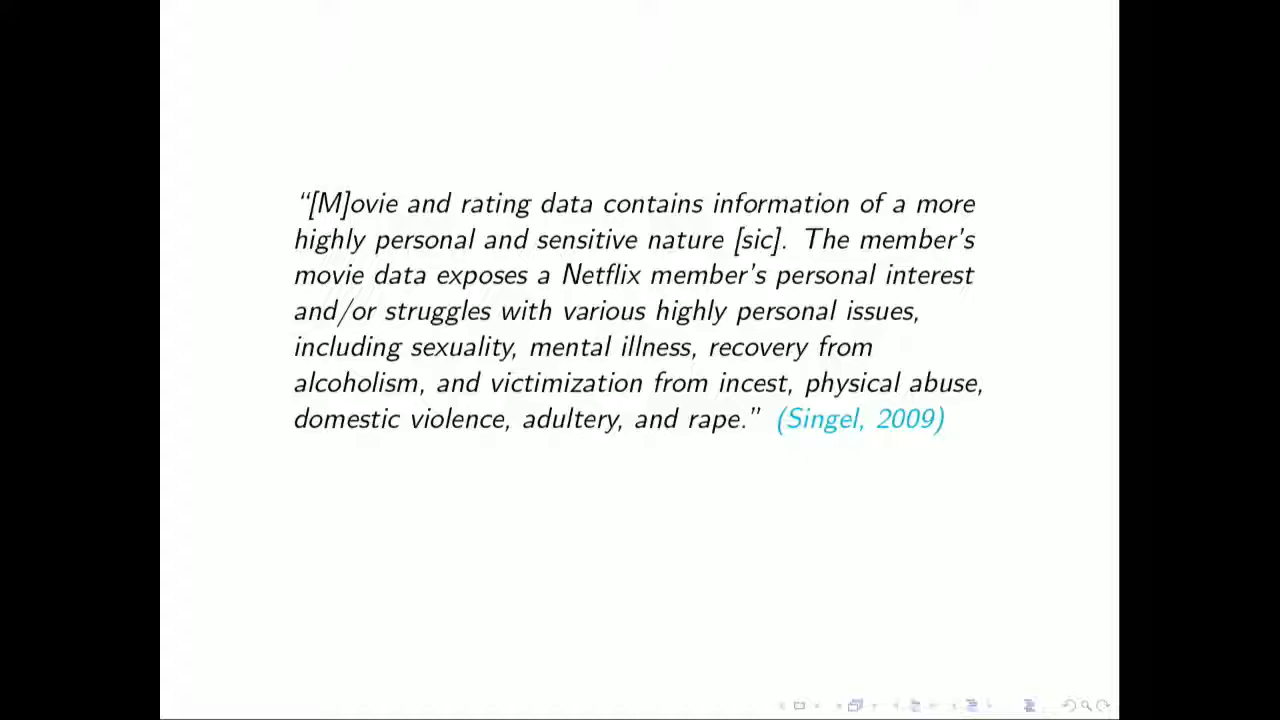 “[M]ovie and rating data contains information of a more
highly personal and sensitive nature [sic]. The member’s
movie data exposes a Netflix member’s personal interest
and/or struggles with various highly personal issues,
including sexuality, mental illness, recovery from
alcoholism, and victimization from incest, physical abuse,
domestic violence, adultery, and rape.” (Singel, 2009)